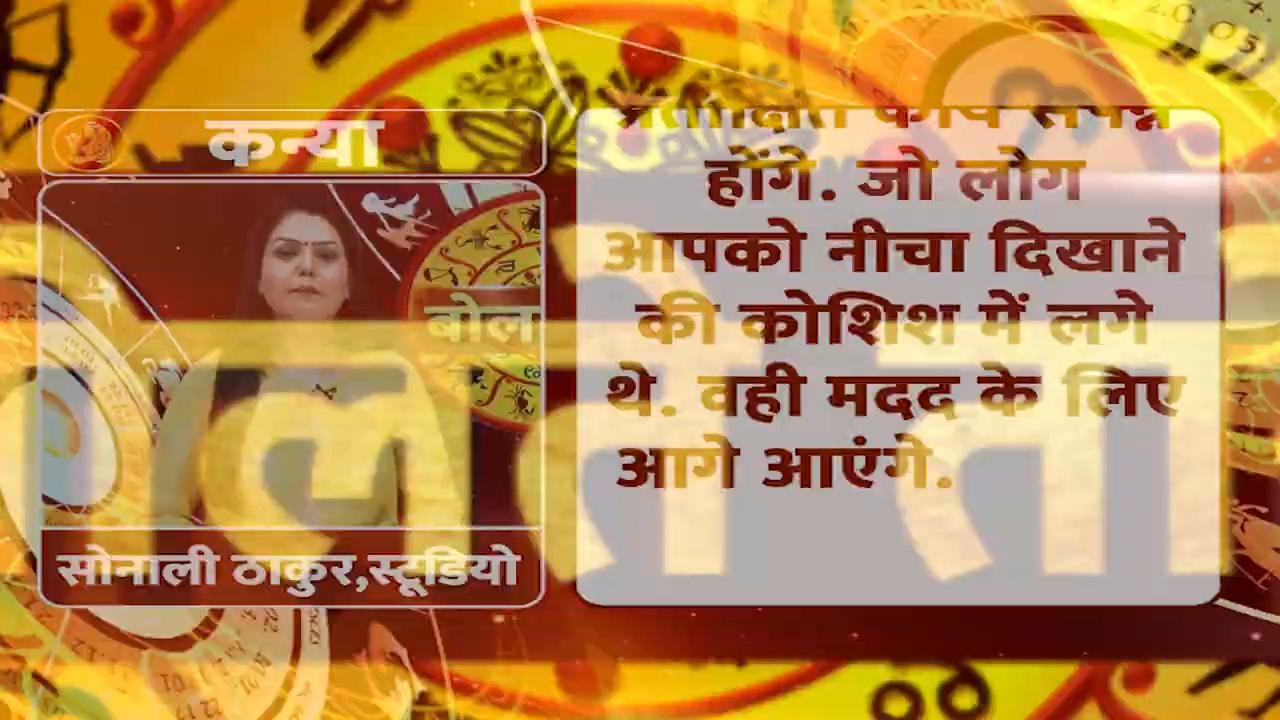 कन्या
होंगे. जो लोग
आपको नीचा दिखाने
की कोशिश में लगे
थे. वही मदद के लिए
आगे आएंगे.
बोल
सोनाली ठाकुर,स्टूडियो